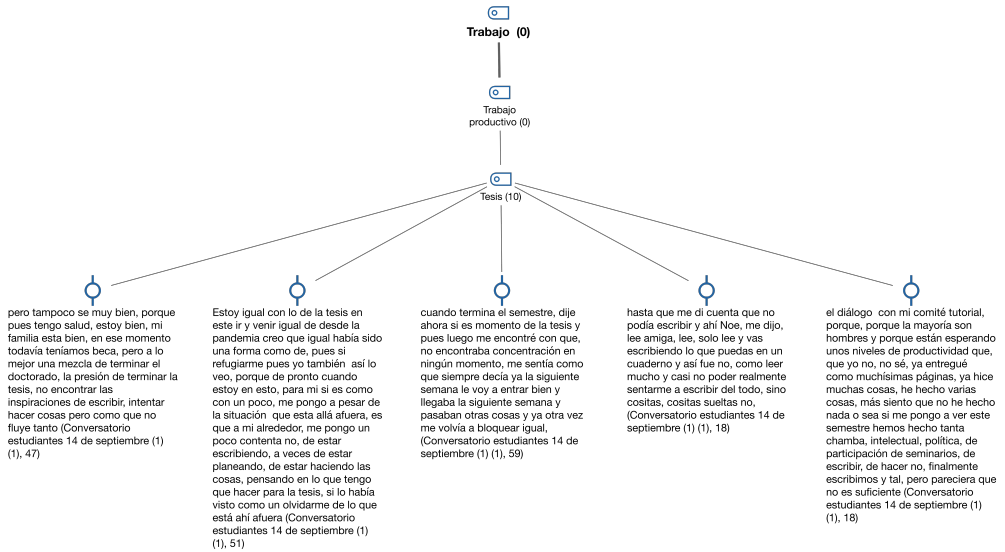 Trabajo (0)
Trabajo
productivo (0)
Tesis (10)
pero tampoco se muy bien, porque
pues tengo salud, estoy bien, mi
familia esta bien, en ese momento
todavía teníamos beca, pero a lo
mejor una mezcla de terminar el
doctorado, la presión de terminar la
tesis, no encontrar las
inspiraciones de escribir, intentar
hacer cosas pero como que no
fluye tanto (Conversatorio
estudiantes 14 de septiembre (1)
(1), 47)
Estoy igual con lo de la tesis en
este ir y venir igual de desde la
pandemia creo que igual había sido
una forma como de, pues si
refugiarme pues yo también así lo
veo, porque de pronto cuando
estoy en esto, para mi si es como
con un poco, me pongo a pesar de
la situación que esta allá afuera, es
que a mi alrededor, me pongo un
poco contenta no, de estar
escribiendo, a veces de estar
planeando, de estar haciendo las
cosas, pensando en lo que tengo
que hacer para la tesis, si lo había
visto como un olvidarme de lo que
está ahí afuera (Conversatorio
estudiantes 14 de septiembre (1)
(1), 51)
cuando termina el semestre, dije
ahora si es momento de la tesis y
pues luego me encontré con que,
no encontraba concentración en
ningún momento, me sentía como
que siempre decía ya la siguiente
semana le voy a entrar bien y
llegaba la siguiente semana y
pasaban otras cosas y ya otra vez
me volvía a bloquear igual,
(Conversatorio estudiantes 14 de
septiembre (1) (1), 59)
hasta que me di cuenta que no
podía escribir y ahí Noe, me dijo,
lee amiga, lee, solo lee y vas
escribiendo lo que puedas en un
cuaderno y así fue no, como leer
mucho y casi no poder realmente
sentarme a escribir del todo, sino
cositas, cositas sueltas no,
(Conversatorio estudiantes 14 de
septiembre (1) (1), 18)
el diálogo con mi comité tutorial,
porque, porque la mayoría son
hombres y porque están esperando
unos niveles de productividad que,
que yo no, no sé, ya entregué
como muchísimas páginas, ya hice
muchas cosas, he hecho varias
cosas, más siento que no he hecho
nada o sea si me pongo a ver este
semestre hemos hecho tanta
chamba, intelectual, política, de
participación de seminarios, de
escribir, de hacer no, finalmente
escribimos y tal, pero pareciera que
no es suficiente (Conversatorio
estudiantes 14 de septiembre (1)
(1), 18)